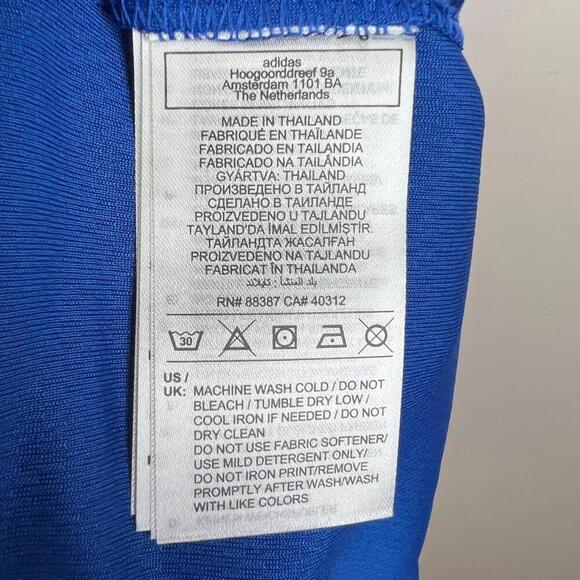 adidas
Hoogoorddreef 9a
Amsterdam 1101 BA
The Netherlands
MADE IN THAILAND
FABRIQUÉ EN THAÏLANDE
FABRICADO EN TAILANDIA
FABRICADO NA TAILÂNDIA
GYÁRTVA: THAILAND
ПРОИЗВЕДЕНО В ТАЙЛАНД
СДЕЛАНО В ТАИЛАНДЕ
PROIZVEDENO U TAJLANDU
TAYLAND'DA İMAL EDİLMİŞTİR.
ТАЙЛАНДТА ЖАСАЛҒАН
PROIZVEDENO NA TAJLANDU
FABRICAT ÎN THAILANDA
بلد المنشأ: تايلاند
RN# 88387 CA# 40312
30
US /
UK: MACHINE WASH COLD / DO NOT
BLEACH / TUMBLE DRY LOW /
COOL IRON IF NEEDED / DO NOT
DRY CLEAN
DO NOT USE FABRIC SOFTENER/
USE MILD DETERGENT ONLY/
DO NOT IRON PRINT/REMOVE
PROMPTLY AFTER WASH/WASH
WITH LIKE COLORS